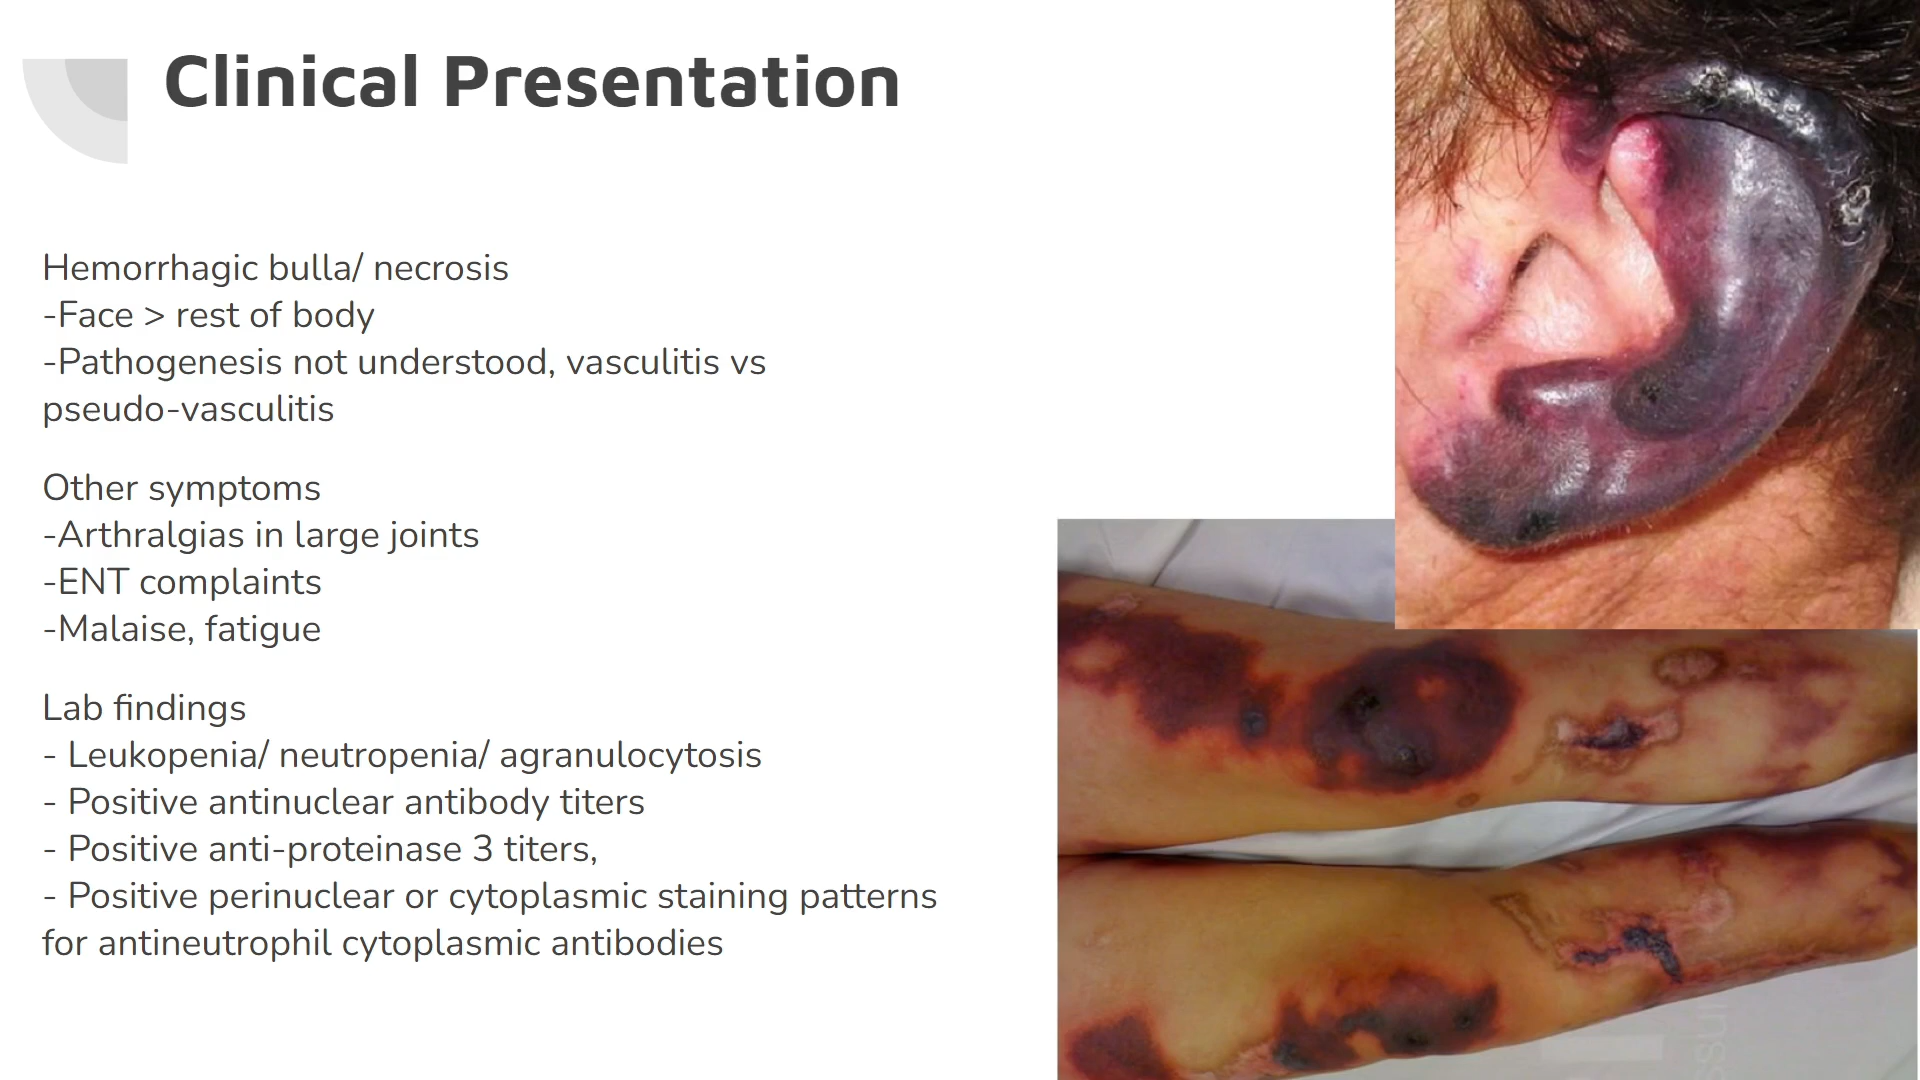 Clinical Presentation
Hemorrhagic bulla/ necrosis
-Face > rest of body
-Pathogenesis not understood, vasculitis vs
pseudo-vasculitis
Other symptoms
-Arthralgias in large joints
-ENT complaints
-Malaise, fatigue
Lab findings
- Leukopenia/ neutropenia/ agranulocytosis
- Positive antinuclear antibody titers
- Positive anti-proteinase 3 titers,
- Positive perinuclear or cytoplasmic staining patterns
for antineutrophil cytoplasmic antibodies